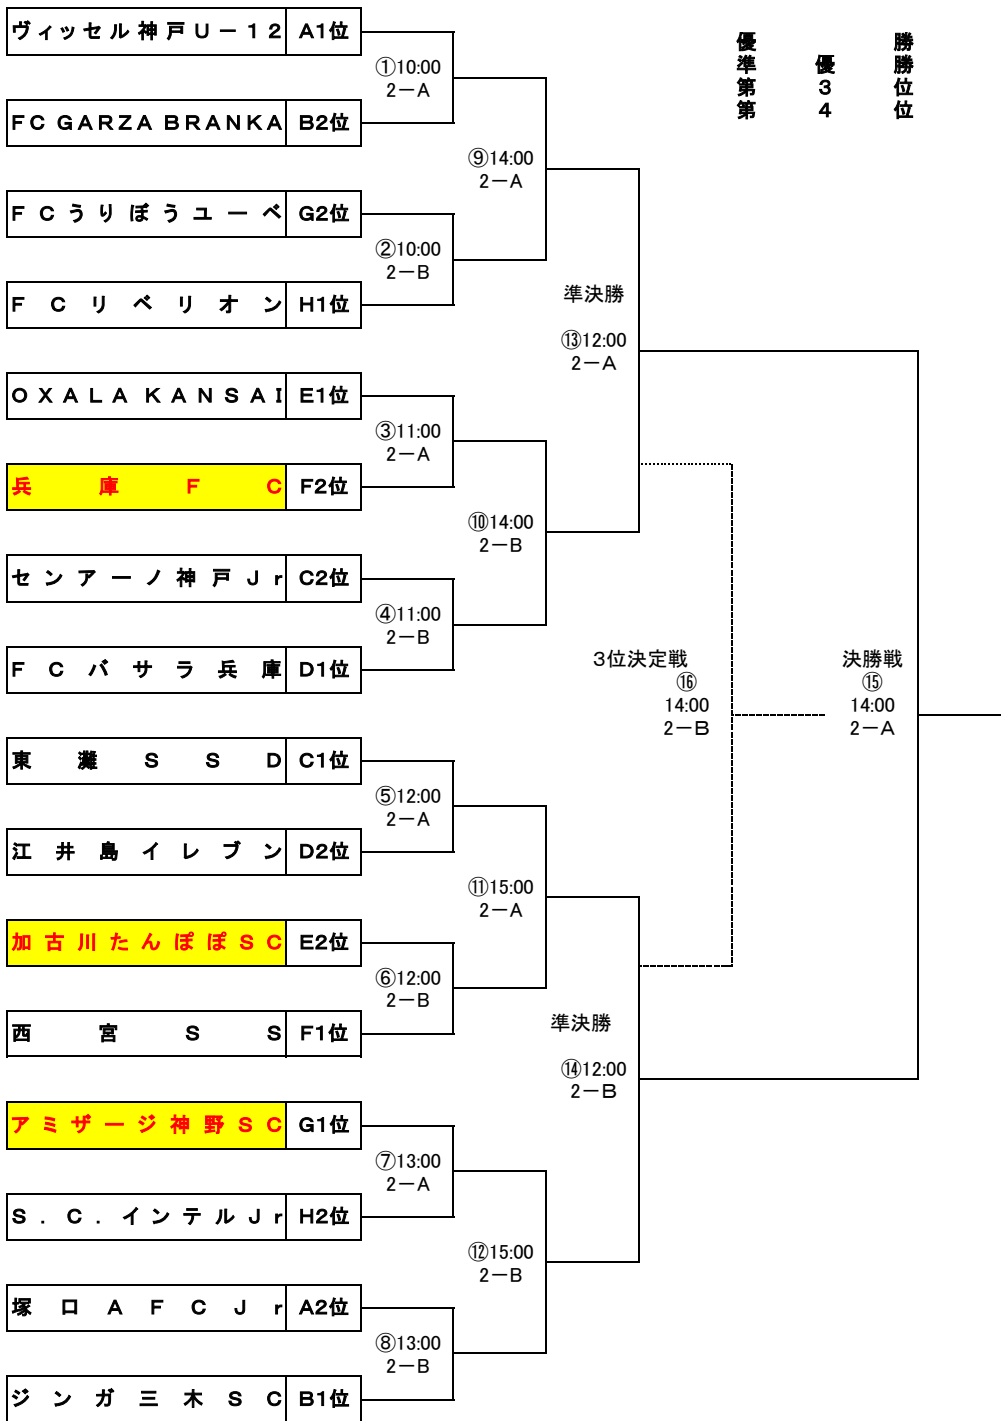 ヴィッセル神戸U－12 A1位
①10:00
2－A
FC GARZA BRANKA B2位
⑨14:00
2－A
FCうりぼうユーベ G2位
②10:00
2－B
FCリベリオン H1位
準決勝
⑬12:00
2－A
OXALA KANSAI E1位
③11:00
2－A
兵庫FC F2位
⑩14:00
2－B
センアーノ神戸Jr C2位
④11:00
2－B
FCバサラ兵庫 D1位
3位決定戦
⑯
14:00
2－B
決勝戦
⑮
14:00
2－A
東灘SSD C1位
⑤12:00
2－A
江井島イレブン D2位
⑪15:00
2－A
加古川たんぽぽSC E2位
⑥12:00
2－B
西宮SS F1位
準決勝
⑭12:00
2－B
アミザージ神野SC G1位
⑦13:00
2－A
S.C.インテルJr H2位
⑫15:00
2－B
塚口AFCJr A2位
⑧13:00
2－B
ジンガ三木SC B1位
優勝
準優勝
第3位
第4位